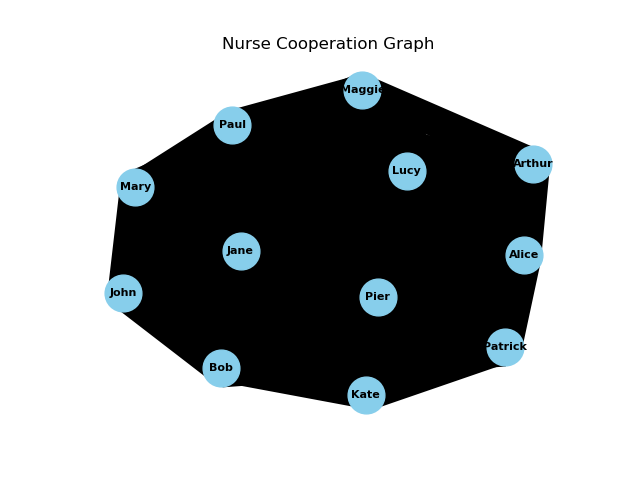 Nurse Cooperation Graph
Maggie
Paul
Arthur
Lucy
Mary
Jane
Alice
John
Pier
Patrick
Bob
Kate